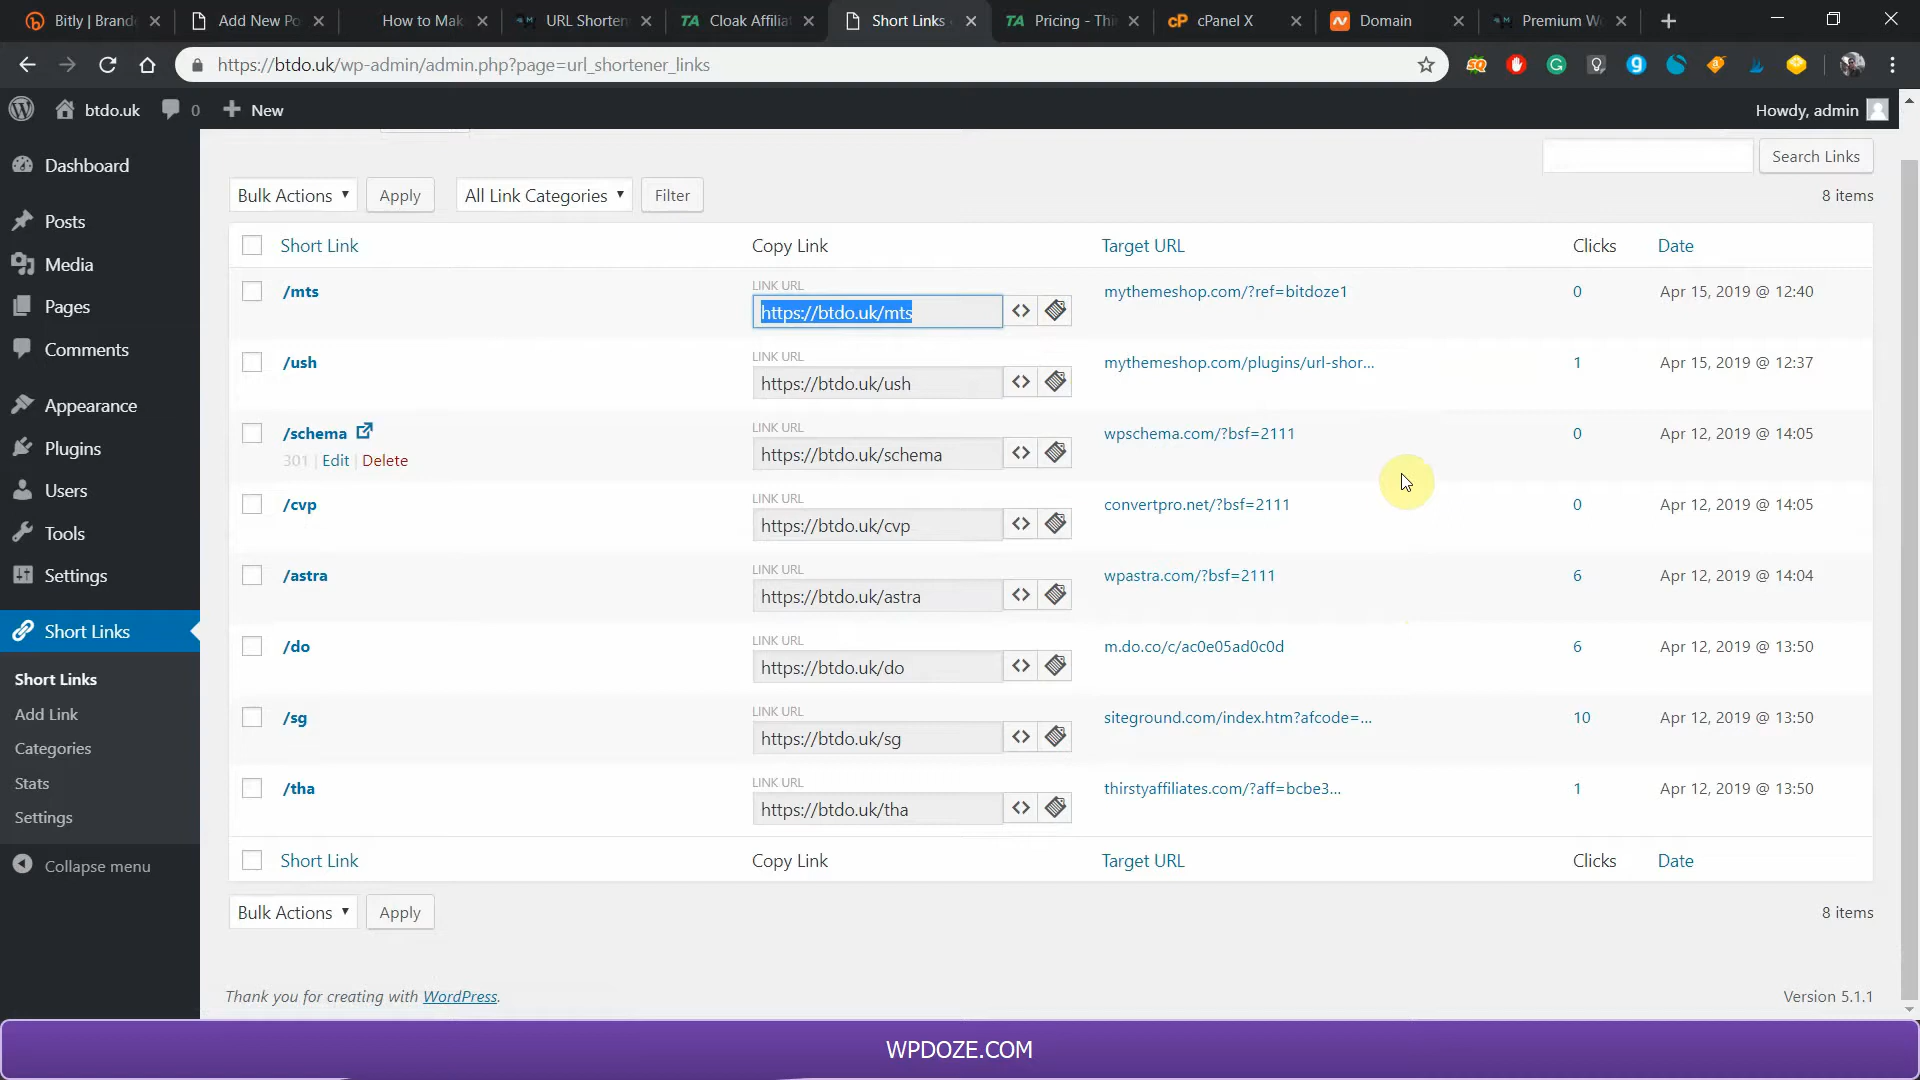 Bitly | Brande
Add New Po
How to Mak
URL Shorten
TA Cloak Affiliat
Short Links
TA Pricing - Thi
cP cPanel X
Domain
Premium W
https://btdo.uk/wp-admin/admin.php?page=url_shortener_links
btdo.uk
0
New
Howdy, admin
Dashboard
Posts
Media
Pages
Comments
Appearance
Plugins
Users
Tools
Settings
Short Links
Short Links
Add Link
Categories
Stats
Settings
Collapse menu
Search Links
Bulk Actions Apply All Link Categories Filter 8 items
Short Link Copy Link Target URL Clicks Date
LINK URL
/mts https://btdo.uk/mts mythemeshop.com/?ref=bitdoze1 0 Apr 15, 2019 @ 12:40
LINK URL
/ush https://btdo.uk/ush mythemeshop.com/plugins/url-shor... 1 Apr 15, 2019 @ 12:37
LINK URL
/schema https://btdo.uk/schema wpschema.com/?bsf=2111 0 Apr 12, 2019 @ 14:05
301 | Edit | Delete
LINK URL
/cvp https://btdo.uk/cvp convertpro.net/?bsf=2111 0 Apr 12, 2019 @ 14:05
LINK URL
/astra https://btdo.uk/astra wpastra.com/?bsf=2111 6 Apr 12, 2019 @ 14:04
LINK URL
/do https://btdo.uk/do m.do.co/c/ac0e05ad0c0d 6 Apr 12, 2019 @ 13:50
LINK URL
/sg https://btdo.uk/sg siteground.com/index.htm?afcode=... 10 Apr 12, 2019 @ 13:50
LINK URL
/tha https://btdo.uk/tha thirstyaffiliates.com/?aff=bcbe3... 1 Apr 12, 2019 @ 13:50
Short Link Copy Link Target URL Clicks Date
Bulk Actions Apply 8 items
Thank you for creating with WordPress. Version 5.1.1
WPDOZE.COM